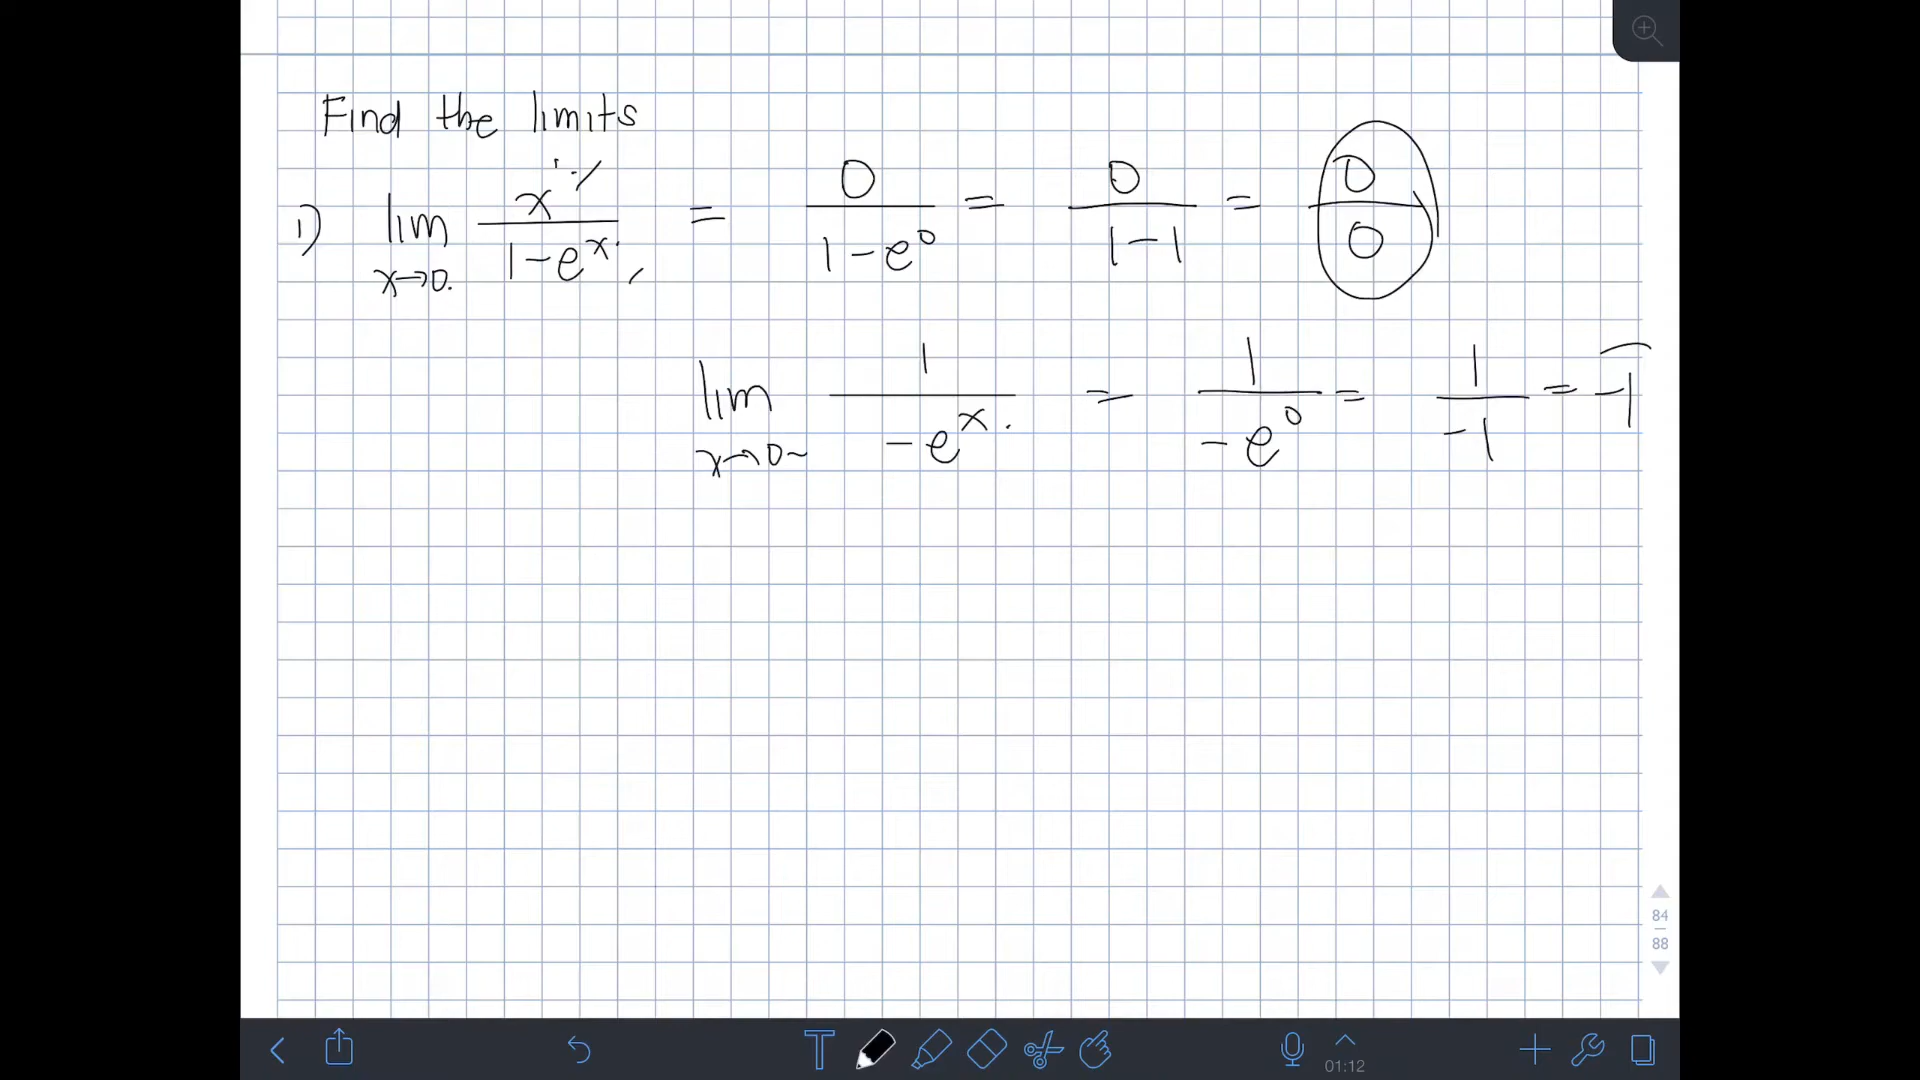 Find the limits
1) lim x→0 x / 1-e^x = 0 / 1-e^0 = 0 / 1-1 = 0 / 0
lim x→0 1 / -e^x = 1 / -e^0 = 1 / -1 = -1
84
88
T
01:12